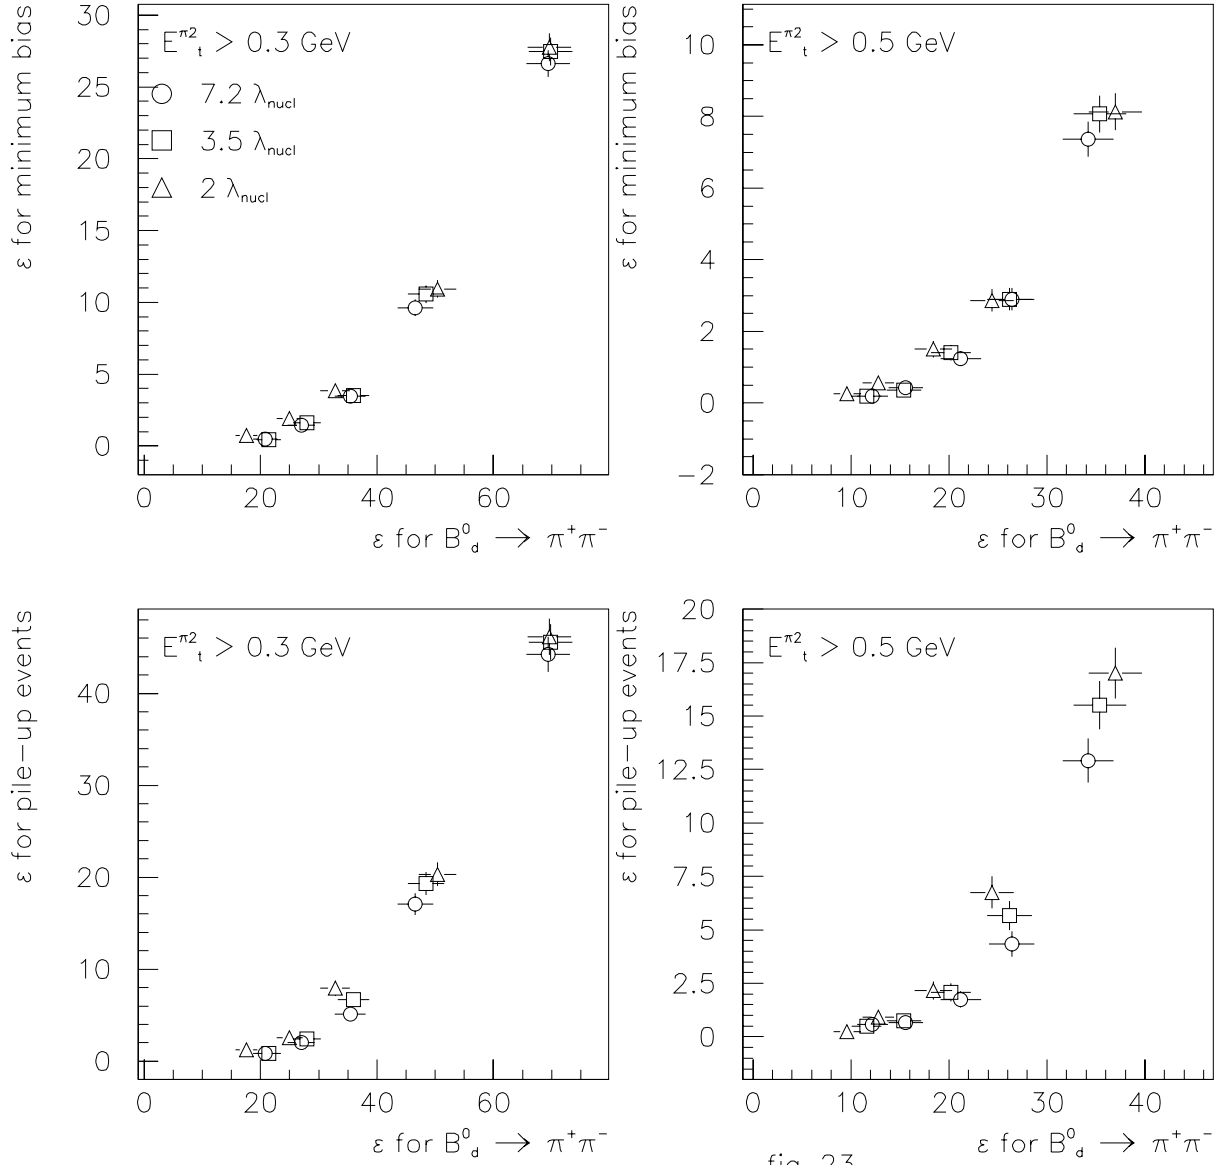 ε for minimum bias
30
25
20
15
10
5
0
E^π2_t > 0.3 GeV
7.2 λ_nucl
3.5 λ_nucl
2 λ_nucl
0 20 40 60
ε for B^0_d → π^+π^-
ε for minimum bias
10
8
6
4
2
0
−2
E^π2_t > 0.5 GeV
0 10 20 30 40
ε for B^0_d → π^+π^-
ε for pile−up events
40
30
20
10
0
E^π2_t > 0.3 GeV
0 20 40 60
ε for B^0_d → π^+π^-
ε for pile−up events
20
17.5
15
12.5
10
7.5
5
2.5
0
E^π2_t > 0.5 GeV
0 10 20 30 40
ε for B^0_d → π^+π^-
fig. 23